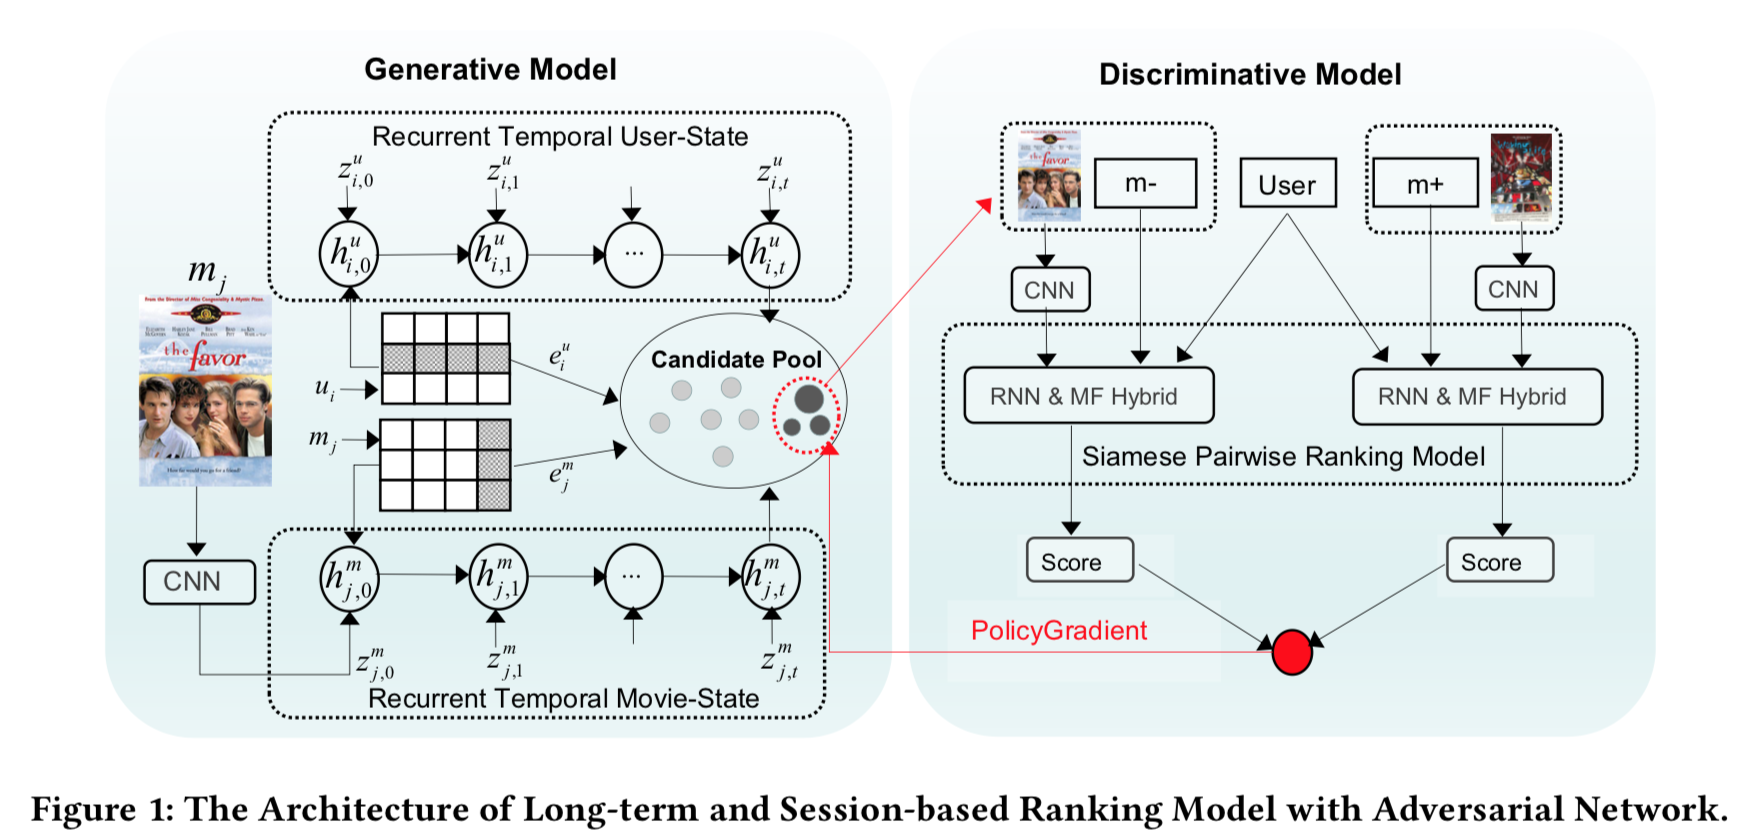 Generative Model
Recurrent Temporal User-State
z^u_{i,0}
z^u_{i,1}
z^u_{i,t}
h^u_{i,0}
h^u_{i,1}
...
h^u_{i,t}
m_j
the favor
u_i
e^u_i
m_j
e^m_j
Candidate Pool
CNN
h^m_{j,0}
h^m_{j,1}
...
h^m_{j,t}
z^m_{j,0}
z^m_{j,1}
z^m_{j,t}
Recurrent Temporal Movie-State
Discriminative Model
the favor
m-
User
m+
CNN
CNN
RNN & MF Hybrid
RNN & MF Hybrid
Siamese Pairwise Ranking Model
Score
Score
PolicyGradient
Figure 1: The Architecture of Long-term and Session-based Ranking Model with Adversarial Network.